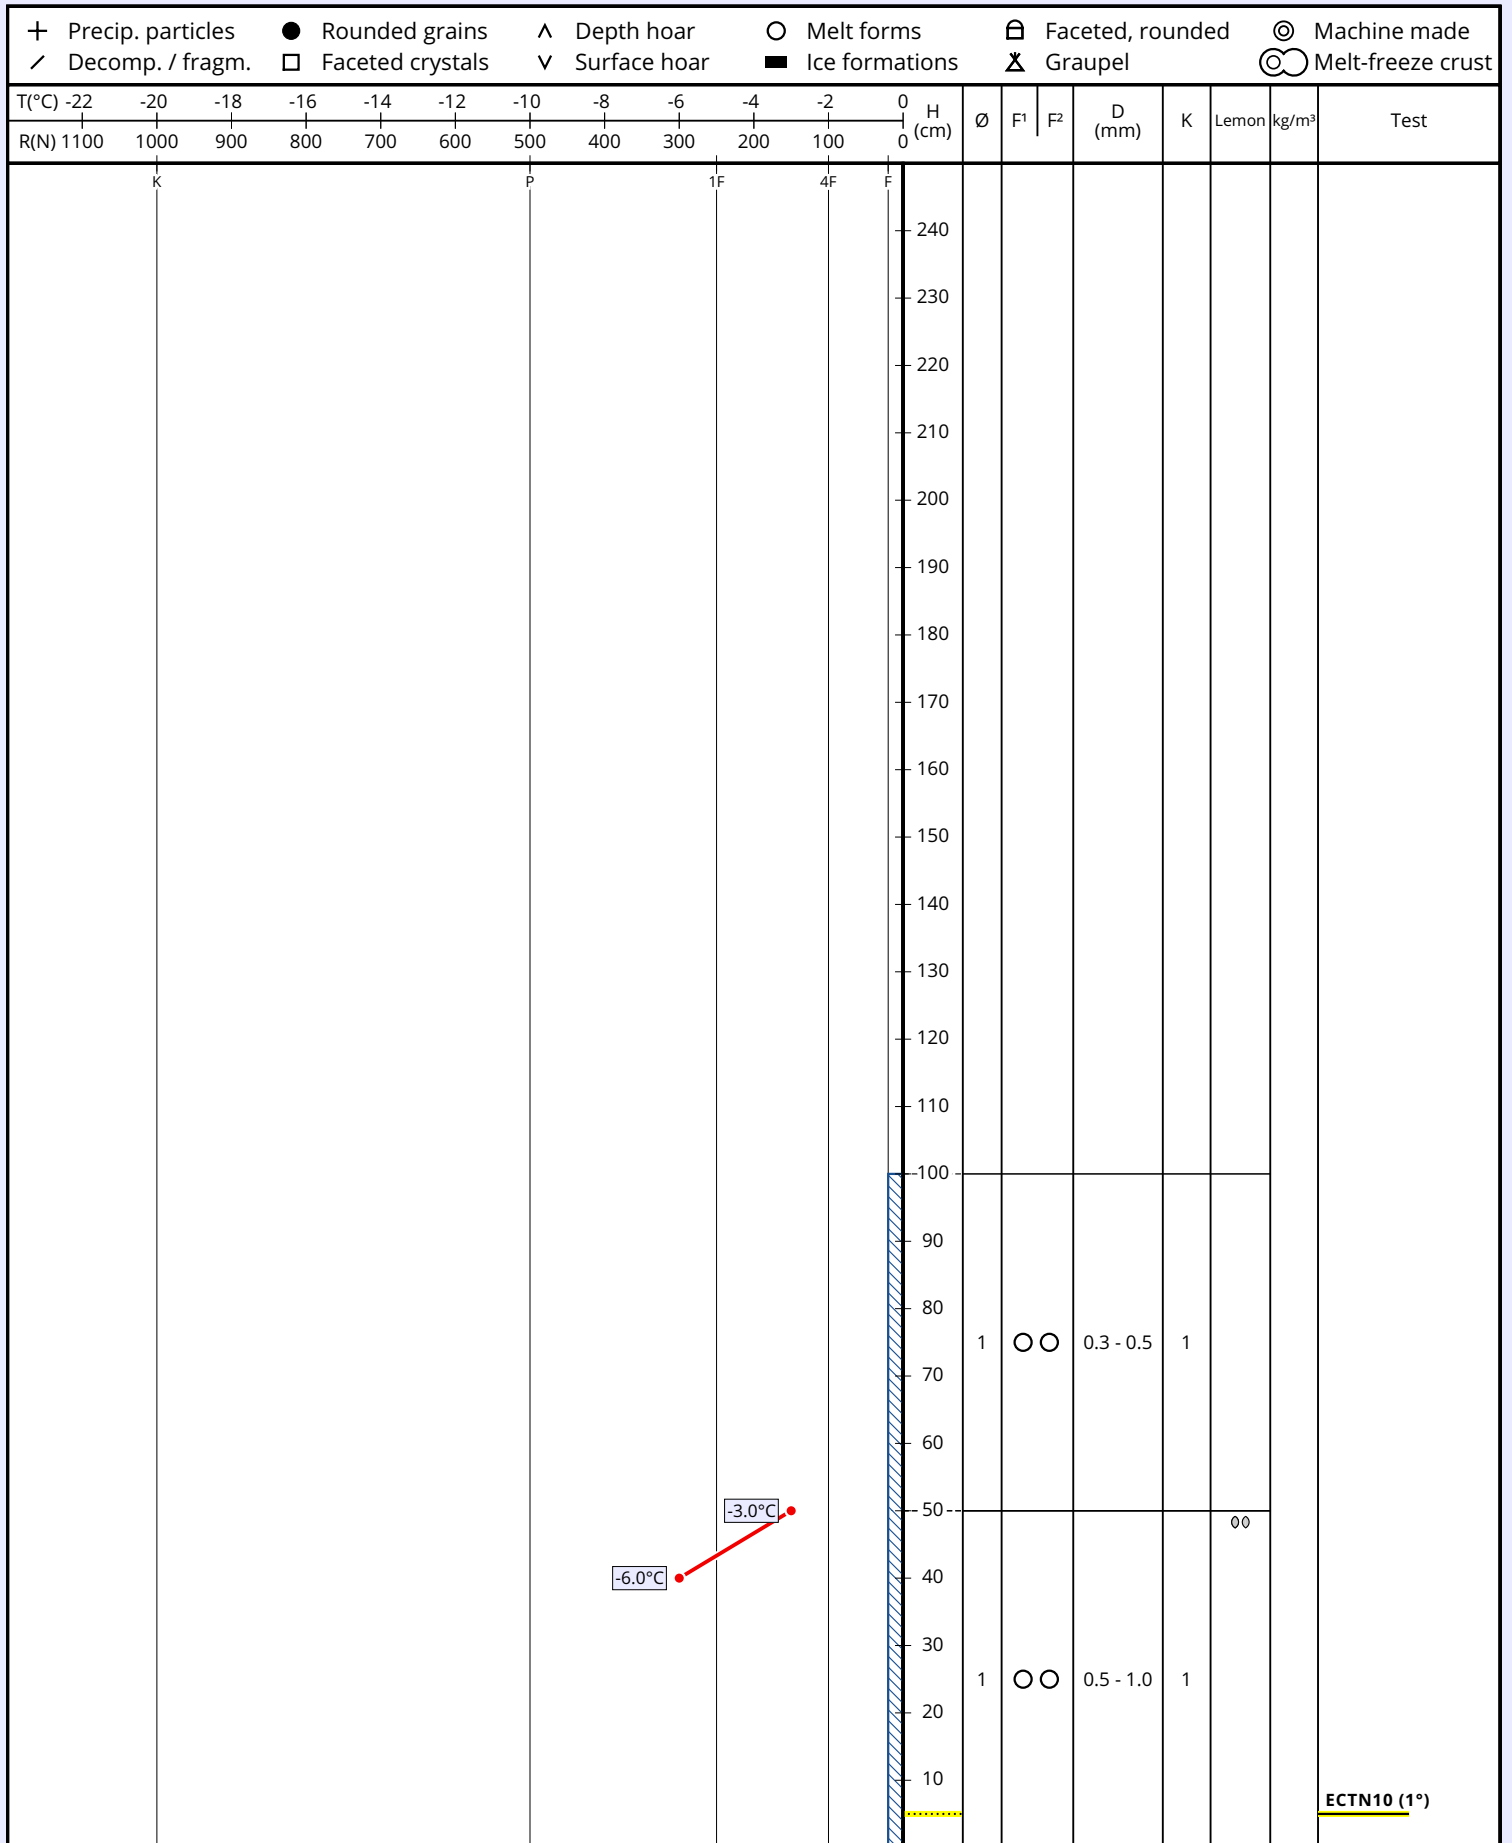 Precip. particles Rounded grains Depth hoar Melt forms Faceted, rounded Machine made
Decomp. / fragm. Faceted crystals Surface hoar Ice formations Graupel Melt-freeze crust
T(°C) -22 -20 -18 -16 -14 -12 -10 -8 -6 -4 -2 0
R(N) 1100 1000 900 800 700 600 500 400 300 200 100 0
H (cm) Ø F¹ F² D (mm) K Lemon kg/m³ Test
K P 1F 4F F
240
230
220
210
200
190
180
170
160
150
140
130
120
110
100
90
80
1 0.3 - 0.5 1
70
60
-3.0°C 50
-6.0°C 40
30
1 0.5 - 1.0 1
20
10
ECTN10 (1°)